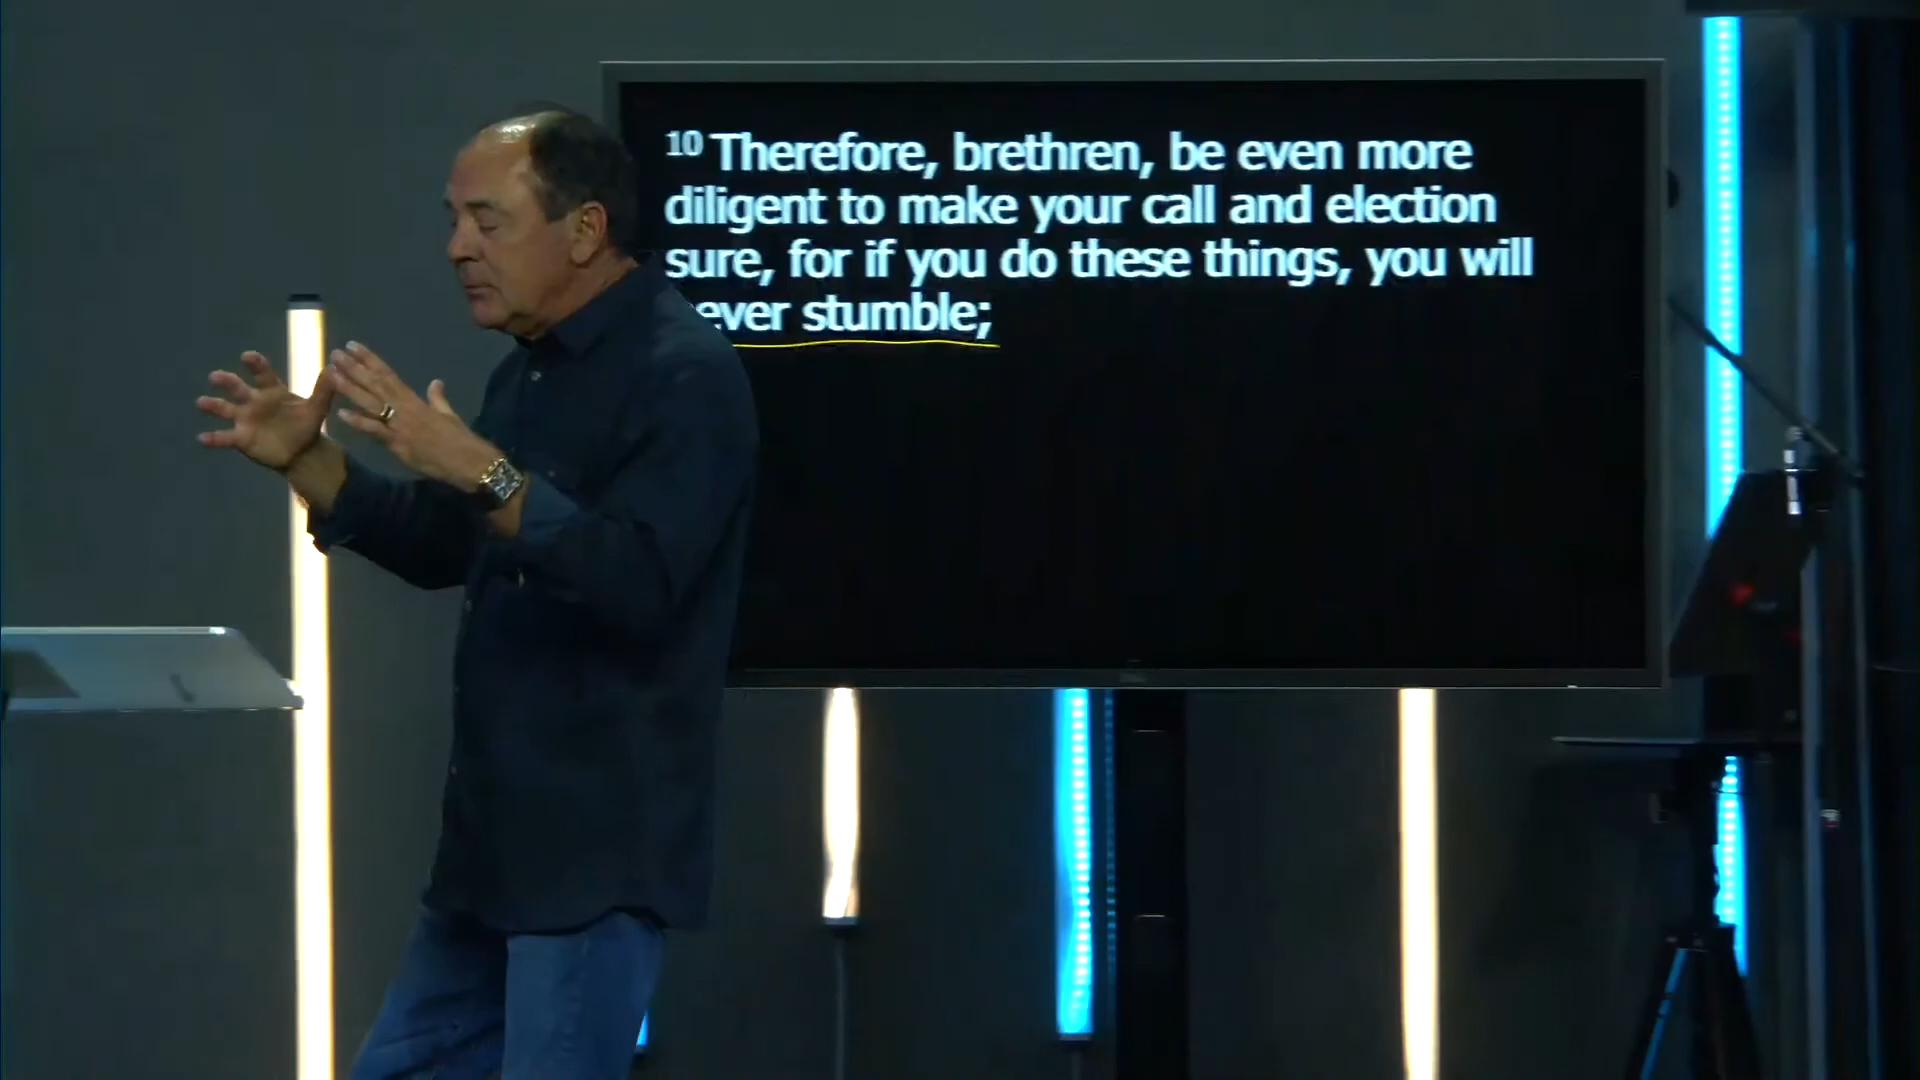 10 Therefore, brethren, be even more
diligent to make your call and election
sure, for if you do these things, you will
ever stumble;